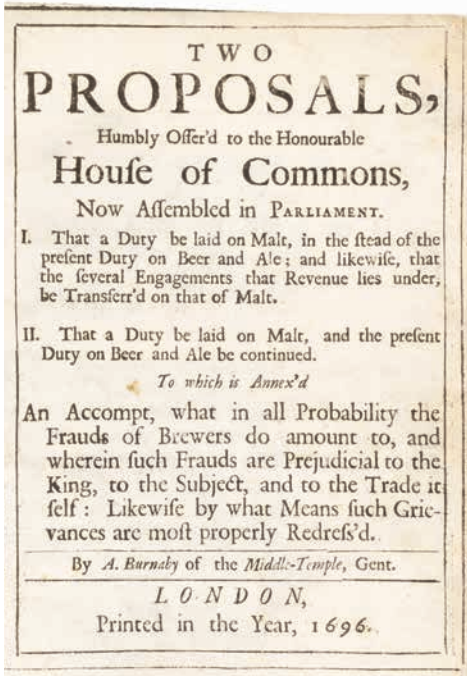 TWO
PROPOSALS,
Humbly Offer'd to the Honourable
Houſe of Commons,
Now Aſſembled in PARLIAMENT.
I. That a Duty be laid on Malt, in the ſtead of the
preſent Duty on Beer and Ale; and likewiſe, that
the ſeveral Engagements that Revenue lies under,
be Transferr'd on that of Malt.
II. That a Duty be laid on Malt, and the preſent
Duty on Beer and Ale be continued.
To which is Annex'd
An Accompt, what in all Probability the
Frauds of Brewers do amount to, and
wherein ſuch Frauds are Prejudicial to the
King, to the Subject, and to the Trade it
ſelf: Likewiſe by what Means ſuch Grie-
vances are moſt properly Redreſs'd.
By A. Burnaby of the Middle-Temple, Gent.
LONDON,
Printed in the Year, 1696.